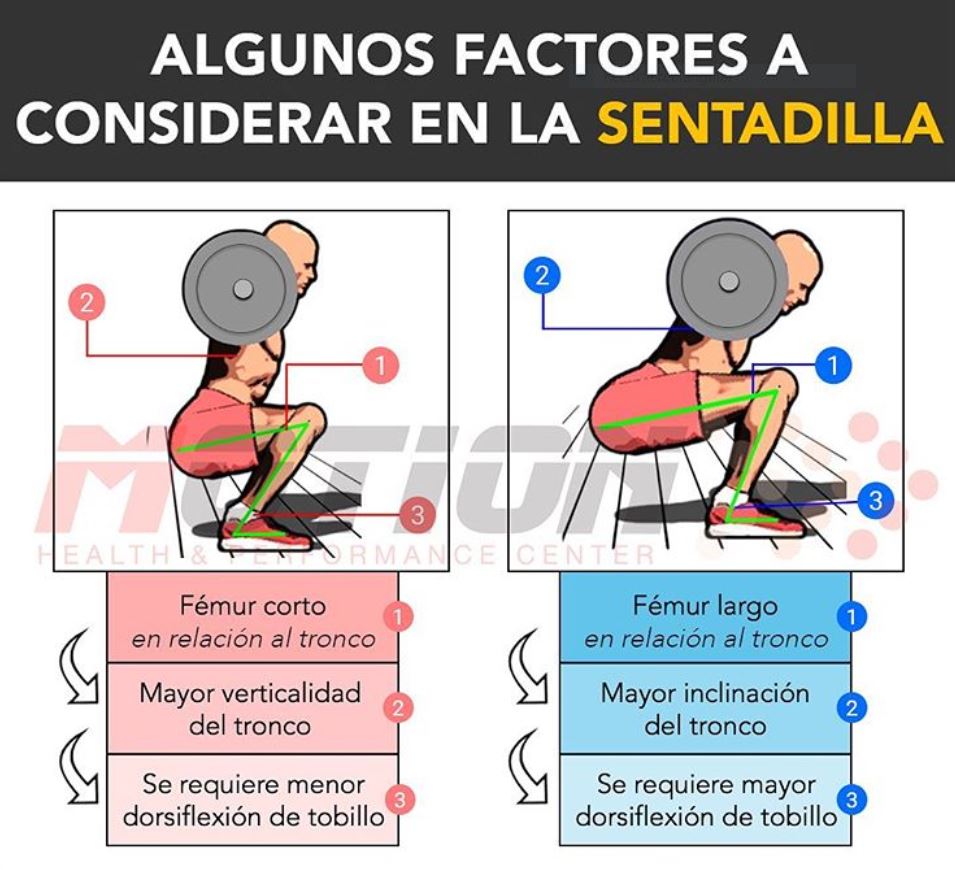 ALGUNOS FACTORES A
CONSIDERAR EN LA SENTADILLA
2
1
3
2
1
3
MOTION
HEALTH & PERFORMANCE CENTER
Fémur corto
en relación al tronco
1
Mayor verticalidad
del tronco
2
Se requiere menor
dorsiflexión de tobillo
3
Fémur largo
en relación al tronco
1
Mayor inclinación
del tronco
2
Se requiere mayor
dorsiflexión de tobillo
3